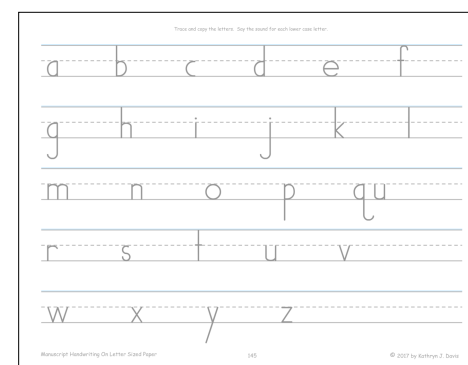 Trace and copy the letters. Say the sound for each lower case letter.
a b c d e f
g h i j k l
m n o p qu
r s t u v
w x y z
Manuscript Handwriting On Letter Sized Paper 145 © 2017 by Kathryn J. Davis